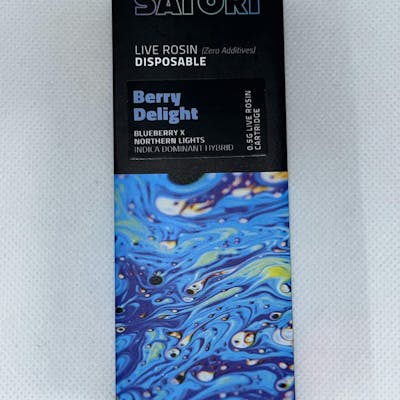 SATORI
LIVE ROSIN (Zero Additives)
DISPOSABLE
Berry
Delight
BLUEBERRY X
NORTHERN LIGHTS
INDICA DOMINANT HYBRID
0.5G LIVE ROSIN
CARTRIDGE